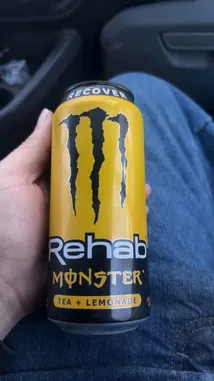 RECOVER
Rehab
MONSTER
TEA + LEMONADE